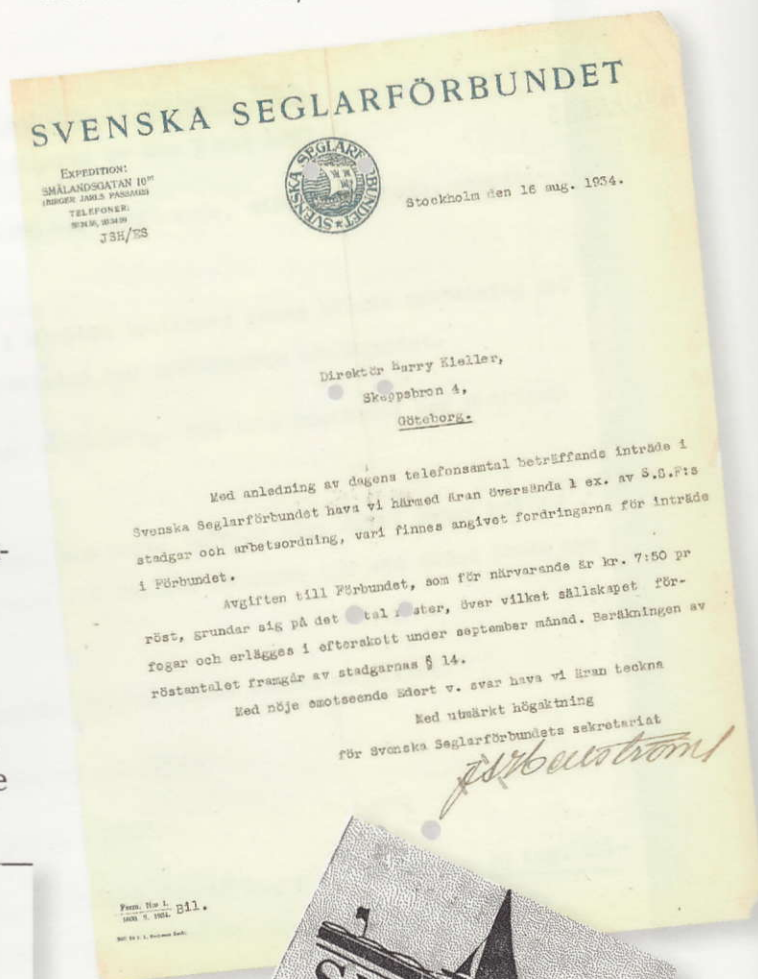 SVENSKA SEGLARFÖRBUNDET
EXPEDITION:
SMÅLANDSGATAN 10
(BIRGER JARLS PASSAGE)
TELEFONER:
JSH/ES
SVENSKA SEGLARFÖRBUNDET
Stockholm den 16 aug. 1934.
Direktör Harry Kieller,
Skeppsbron 4,
Göteborg.
Med anledning av dagens telefonsamtal beträffande inträde i
Svenska Seglarförbundet hava vi härmed äran översända 1 ex. av S.S.F:s
stadgar och arbetsordning, vari finnes angivet fordringarna för inträde
i Förbundet.
Avgiften till Förbundet, som för närvarande är kr. 7:50 pr
röst, grundar sig på det tal, över vilket sällskapet för-
fogar och erlägges i efterskott under september månad. Beräkningen av
röstantalet framgår av stadgarnas § 14.
Med nöje emotseende Edert v. svar hava vi äran teckna
Med utmärkt högaktning
för Svenska Seglarförbundets sekretariat
Bil.
e